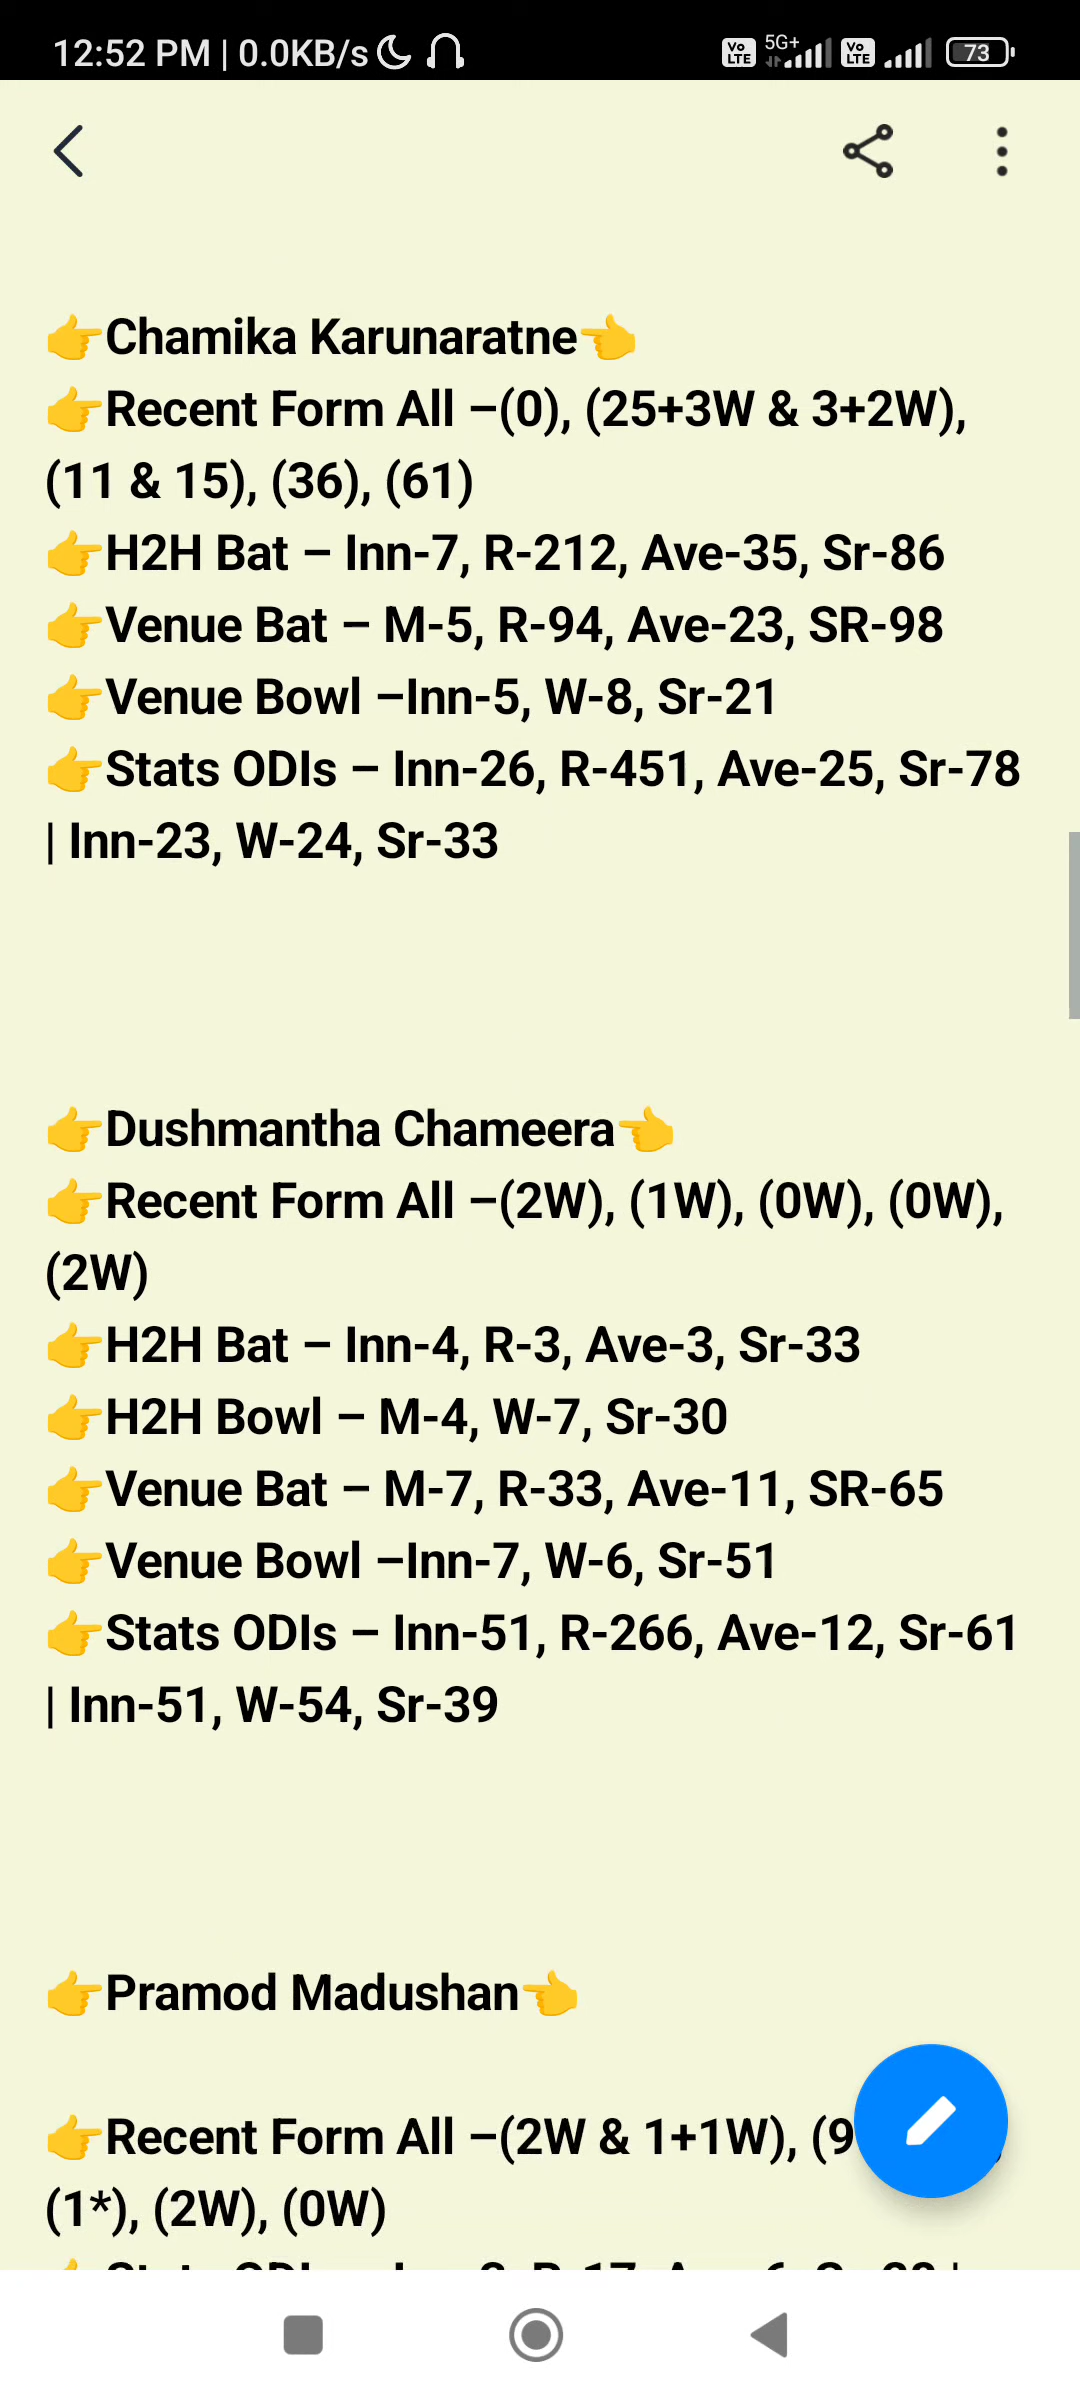 12:52 PM | 0.0KB/s
Vo LTE 5G+ Vo LTE 73
👉Chamika Karunaratne👈
👉Recent Form All –(0), (25+3W & 3+2W),
(11 & 15), (36), (61)
👉H2H Bat – Inn-7, R-212, Ave-35, Sr-86
👉Venue Bat – M-5, R-94, Ave-23, SR-98
👉Venue Bowl –Inn-5, W-8, Sr-21
👉Stats ODIs – Inn-26, R-451, Ave-25, Sr-78
| Inn-23, W-24, Sr-33
👉Dushmantha Chameera👈
👉Recent Form All –(2W), (1W), (0W), (0W),
(2W)
👉H2H Bat – Inn-4, R-3, Ave-3, Sr-33
👉H2H Bowl – M-4, W-7, Sr-30
👉Venue Bat – M-7, R-33, Ave-11, SR-65
👉Venue Bowl –Inn-7, W-6, Sr-51
👉Stats ODIs – Inn-51, R-266, Ave-12, Sr-61
| Inn-51, W-54, Sr-39
👉Pramod Madushan👈
👉Recent Form All –(2W & 1+1W), (9
(1*), (2W), (0W)